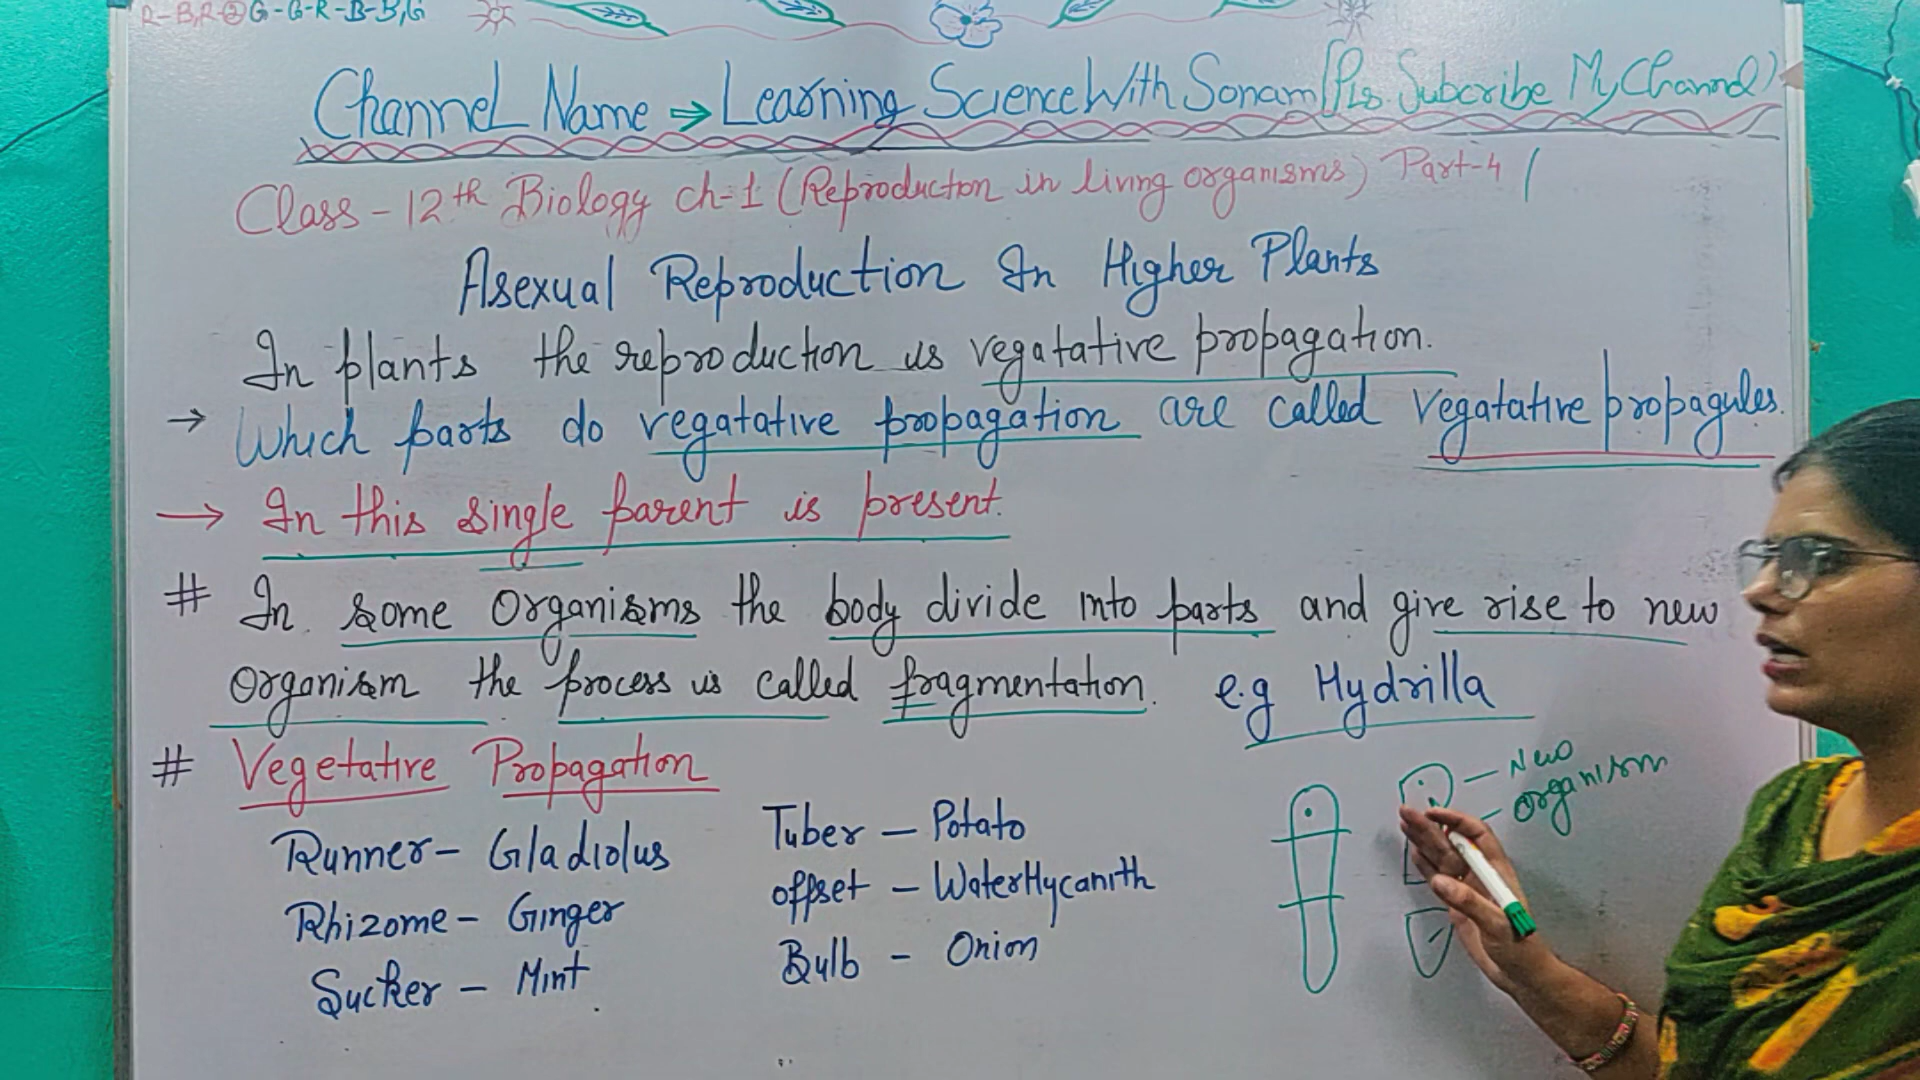 R-B,R G-G-R-B-B,G
Channel Name → Learning Science With Sonam (Pls. Subcribe My Channel)
Class - 12th Biology ch-1 (Reproduction in living organisms) Part-4
Asexual Reproduction In Higher Plants
In plants the reproduction is vegatative propagation.
→ Which parts do vegatative propagation are called vegatative propagules.
→ In this single parent is present.
# In some Organisms the body divide into parts and give rise to new
Organism the process is called fragmentation. e.g Hydrilla
# Vegetative Propagation
New
organism
Runner - Gladiolus
Tuber - Potato
Rhizome - Ginger
offset - WaterHycanith
Sucker - Mint
Bulb - Onion